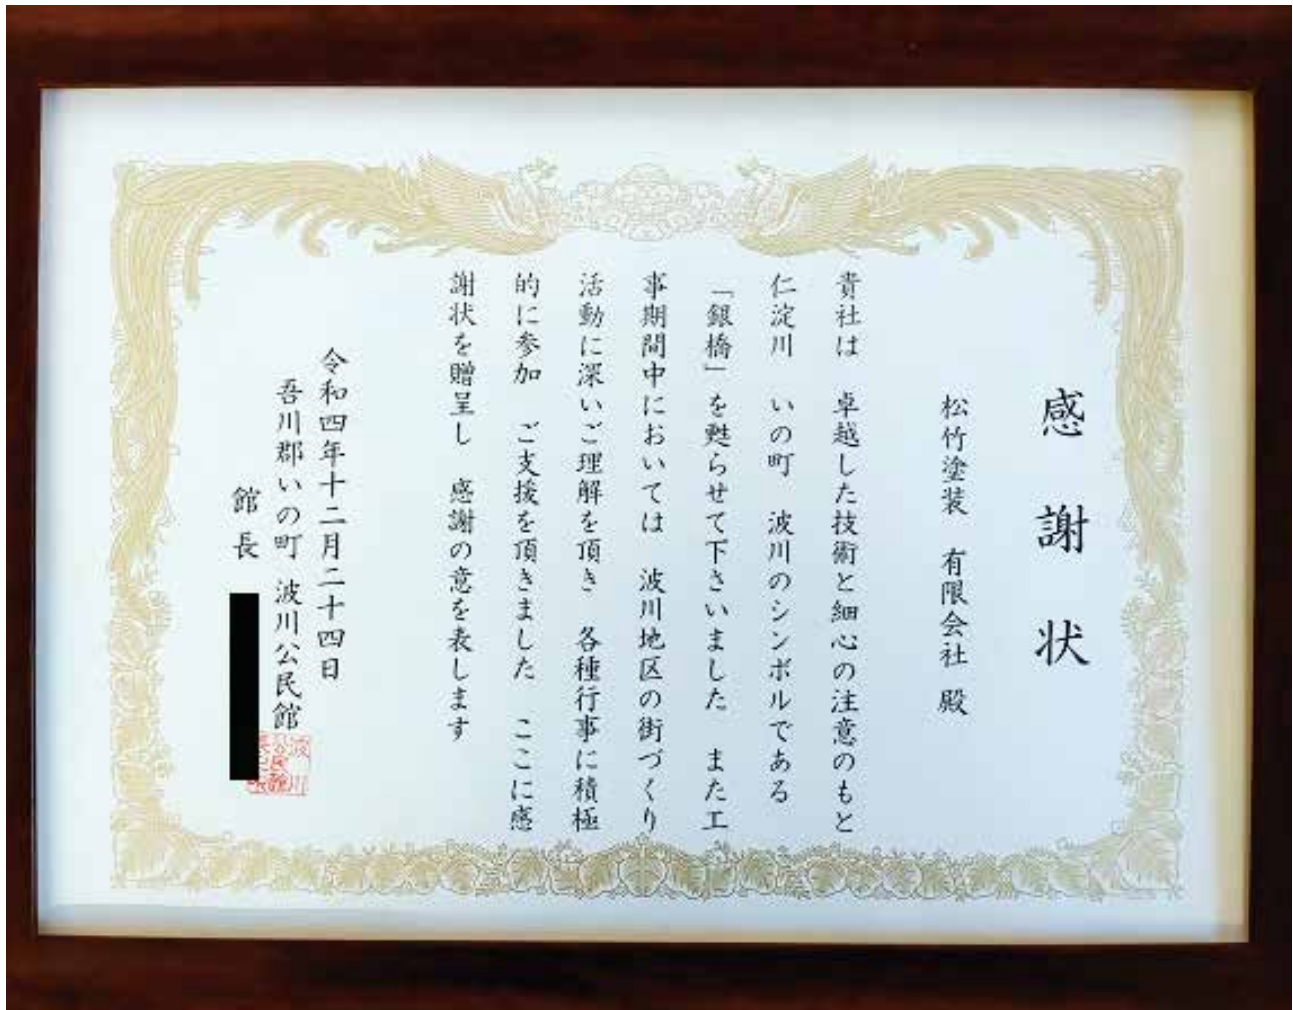 感謝状
松竹塗装 有限会社 殿
貴社は 卓越した技術と細心の注意のもと
仁淀川 いの町 波川のシンボルである
「銀橋」を甦らせて下さいました また工
事期間中においては 波川地区の街づくり
活動に深いご理解を頂き 各種行事に積極
的に参加 ご支援を頂きました ここに感
謝状を贈呈し 感謝の意を表します
令和四年十二月二十四日
吾川郡いの町 波川公民館
館長
波川
公民館